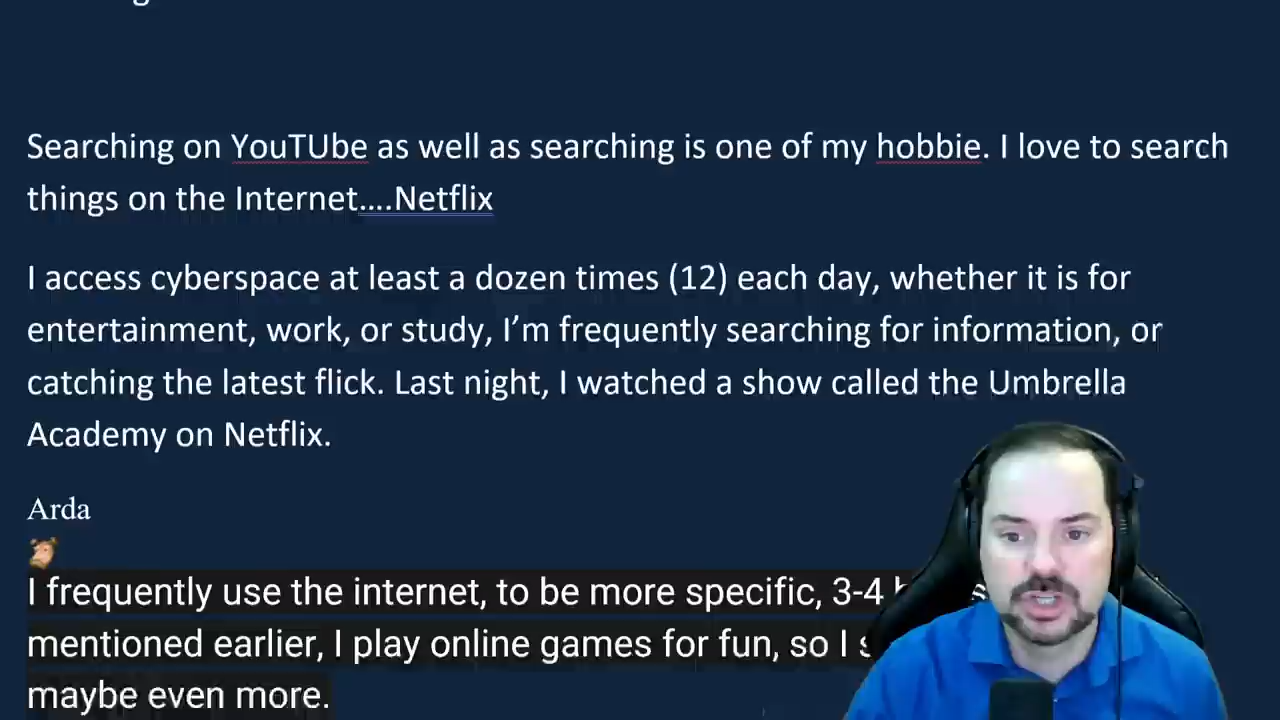 Searching on YouTUbe as well as searching is one of my hobbie. I love to search
things on the Internet....Netflix
I access cyberspace at least a dozen times (12) each day, whether it is for
entertainment, work, or study, I’m frequently searching for information, or
catching the latest flick. Last night, I watched a show called the Umbrella
Academy on Netflix.
Arda
I frequently use the internet, to be more specific, 3-4
mentioned earlier, I play online games for fun, so I
maybe even more.